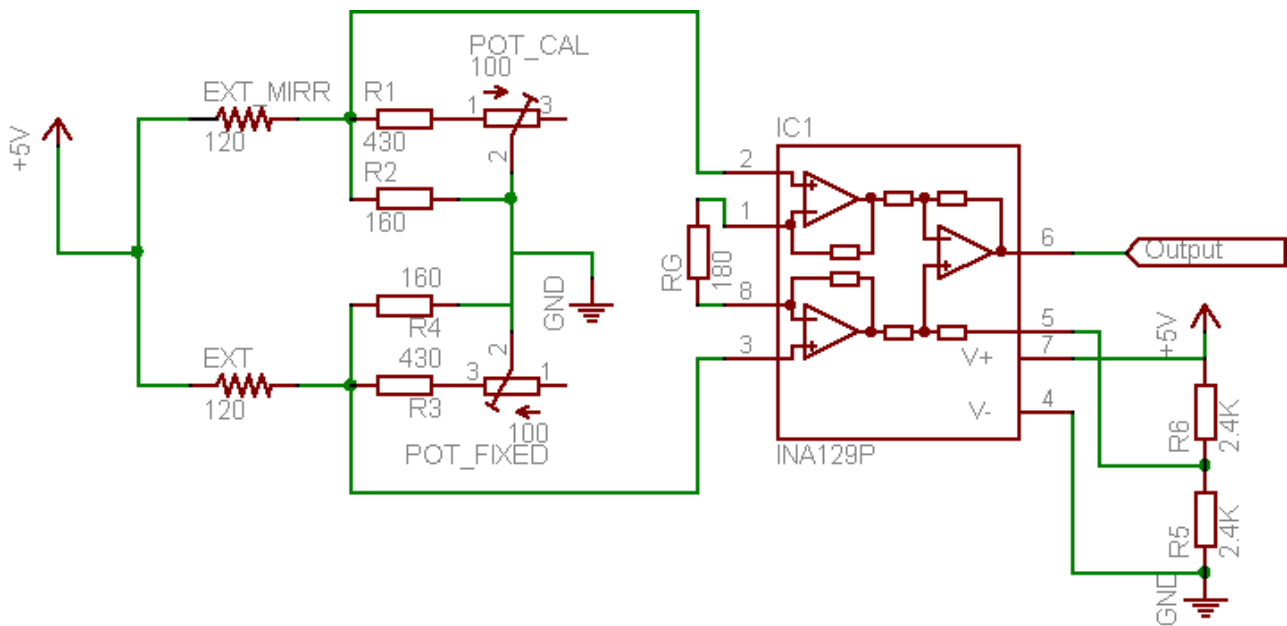 POT_CAL
100
EXT_MIRR
R1
1
3
+5V
120
430
2
R2
160
IC1
2
1
RG
180
8
3
6
Output
160
R4
GND
EXT
430
2
3
1
120
R3
100
POT_FIXED
5
+5V
V+
7
V-
4
INA129P
R6
2.4K
R5
2.4K
GND